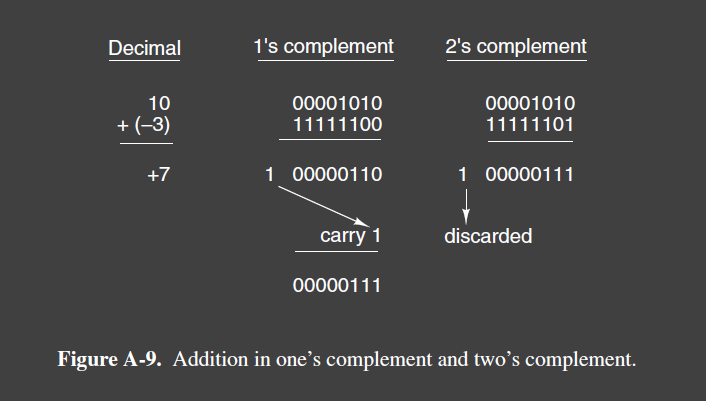 Decimal 1's complement 2's complement
10 00001010 00001010
+ (–3) 11111100 11111101
+7 1 00000110 1 00000111
carry 1 discarded
00000111
Figure A-9. Addition in one’s complement and two’s complement.